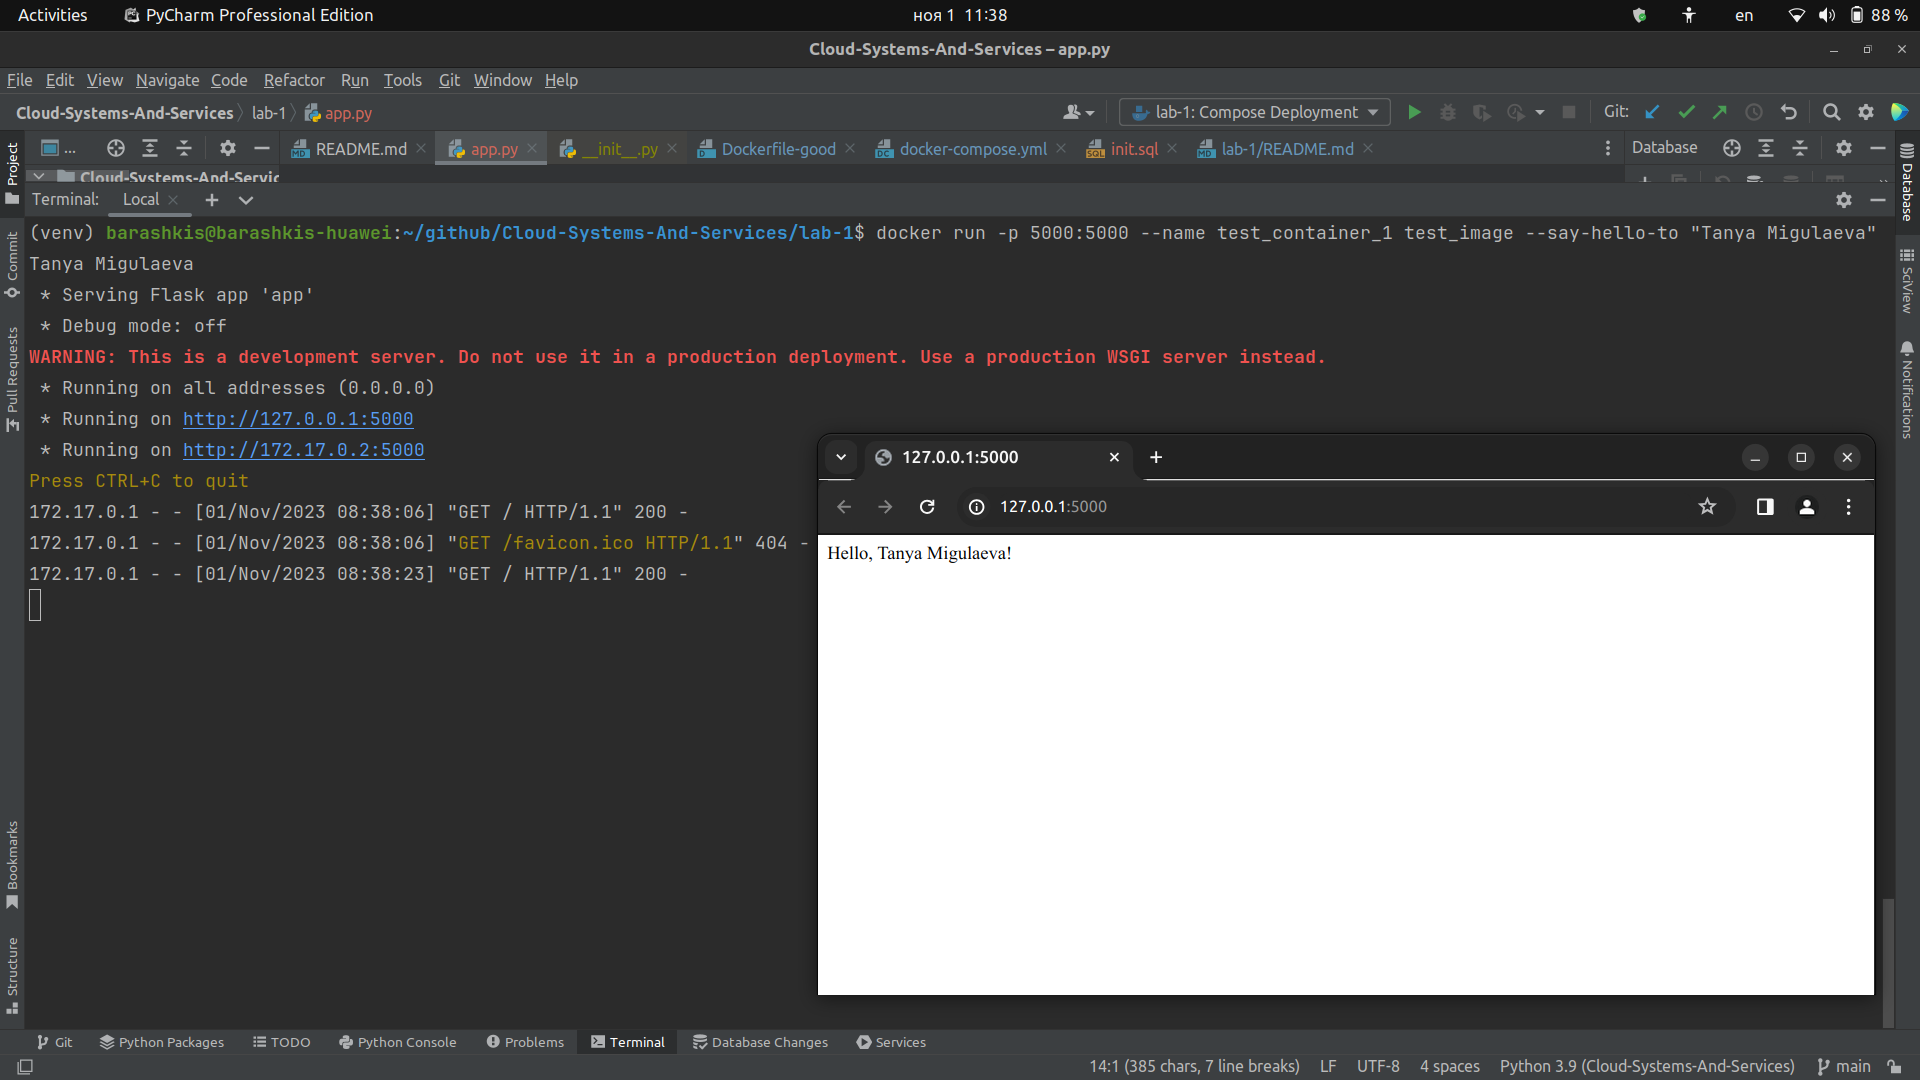 Activities PyCharm Professional Edition ноя 1 11:38 en 88 %
Cloud-Systems-And-Services – app.py
File Edit View Navigate Code Refactor Run Tools Git Window Help
Cloud-Systems-And-Services lab-1 app.py lab-1: Compose Deployment Git:
... README.md app.py __init__.py Dockerfile-good docker-compose.yml init.sql lab-1/README.md Database
Cloud-Systems-And-Servic
Terminal: Local
(venv) barashkis@barashkis-huawei:~/github/Cloud-Systems-And-Services/lab-1$ docker run -p 5000:5000 --name test_container_1 test_image --say-hello-to "Tanya Migulaeva"
Tanya Migulaeva
* Serving Flask app 'app'
* Debug mode: off
WARNING: This is a development server. Do not use it in a production deployment. Use a production WSGI server instead.
* Running on all addresses (0.0.0.0)
* Running on http://127.0.0.1:5000
* Running on http://172.17.0.2:5000
Press CTRL+C to quit
172.17.0.1 - - [01/Nov/2023 08:38:06] "GET / HTTP/1.1" 200 -
172.17.0.1 - - [01/Nov/2023 08:38:06] "GET /favicon.ico HTTP/1.1" 404 -
172.17.0.1 - - [01/Nov/2023 08:38:23] "GET / HTTP/1.1" 200 -
127.0.0.1:5000
127.0.0.1:5000
Hello, Tanya Migulaeva!
Project
Commit
Pull Requests
Bookmarks
Structure
Database
SciView
Notifications
Git Python Packages TODO Python Console Problems Terminal Database Changes Services
14:1 (385 chars, 7 line breaks) LF UTF-8 4 spaces Python 3.9 (Cloud-Systems-And-Services) main